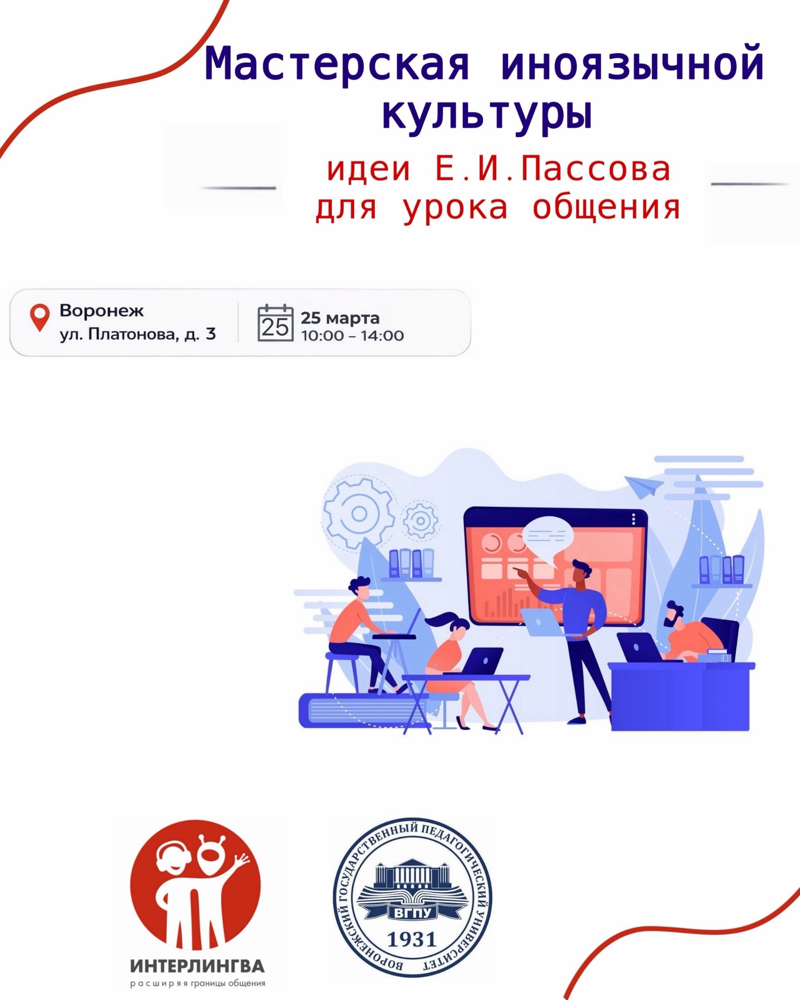 Мастерская иноязычной
культуры
идеи Е.И.Пассова
для урока общения
Воронеж
ул. Платонова, д. 3
25
25 марта
10:00 – 14:00
ИНТЕРЛИНГВА
расширяя границы общения
ВОРОНЕЖСКИЙ ГОСУДАРСТВЕННЫЙ ПЕДАГОГИЧЕСКИЙ УНИВЕРСИТЕТ
ВГПУ
1931